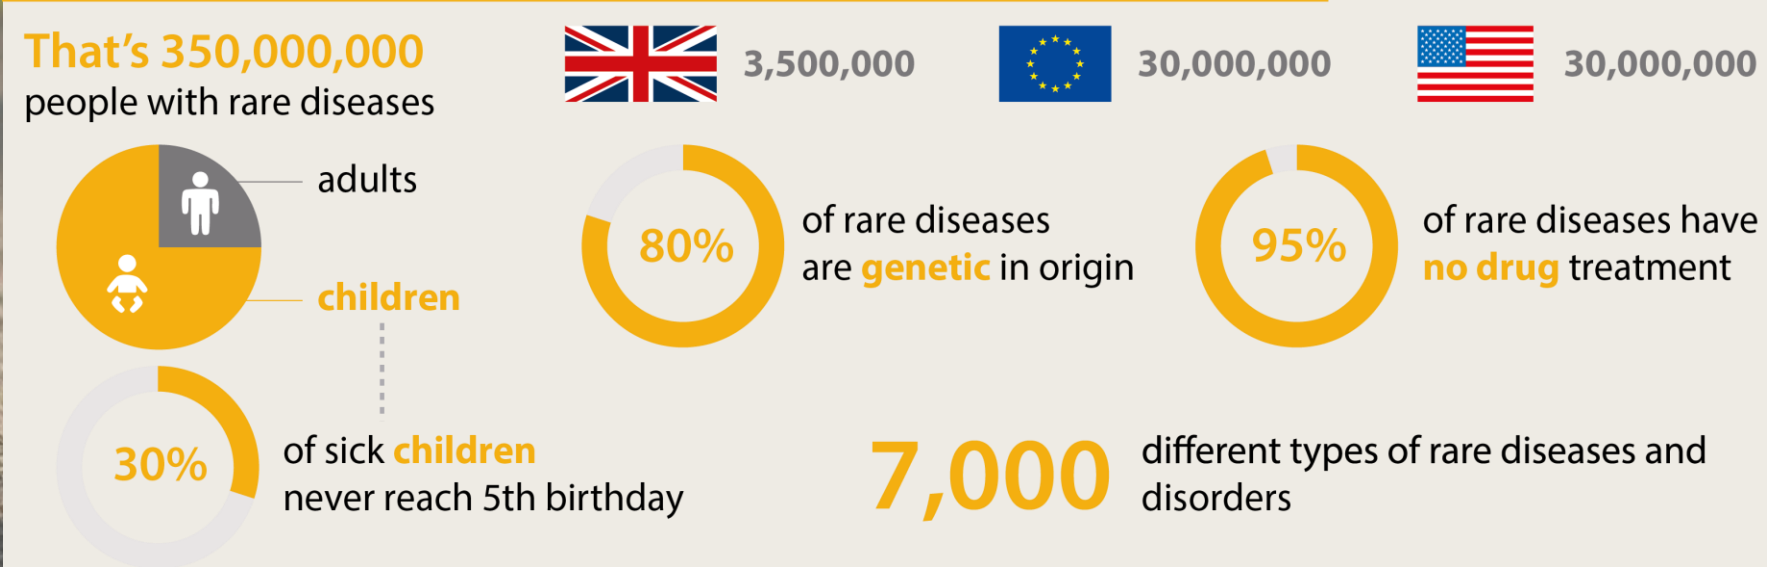 That's 350,000,000
people with rare diseases
3,500,000
30,000,000
30,000,000
adults
children
80%
of rare diseases
are genetic in origin
95%
of rare diseases have
no drug treatment
30%
of sick children
never reach 5th birthday
7,000
different types of rare diseases and
disorders